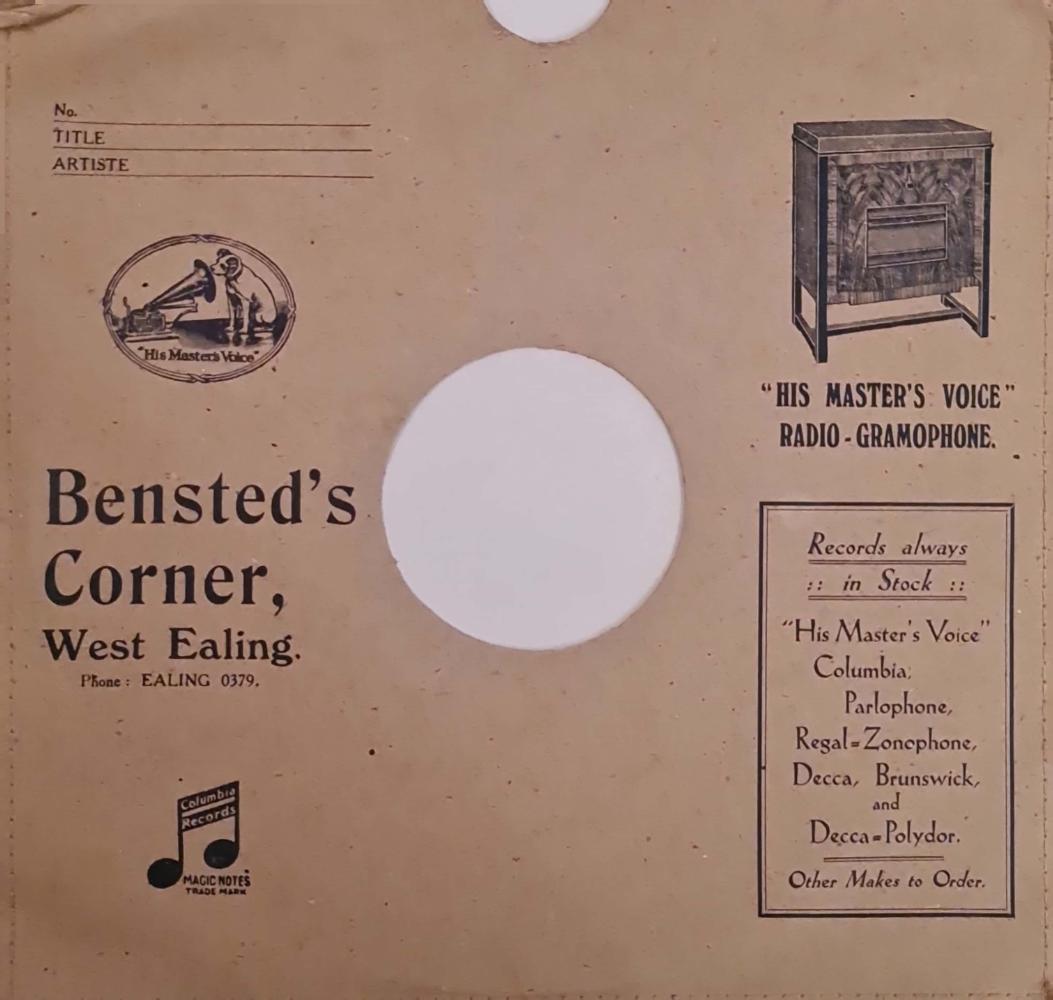 No.
TITLE
ARTISTE
"His Master's Voice"
Bensted's
Corner,
West Ealing.
Phone : EALING 0379.
Columbia
Records
MAGIC NOTES
TRADE MARK
"HIS MASTER'S VOICE"
RADIO - GRAMOPHONE.
Records always
:: in Stock ::
"His Master's Voice"
Columbia,
Parlophone,
Regal=Zonophone,
Decca, Brunswick,
and
Decca=Polydor.
Other Makes to Order.